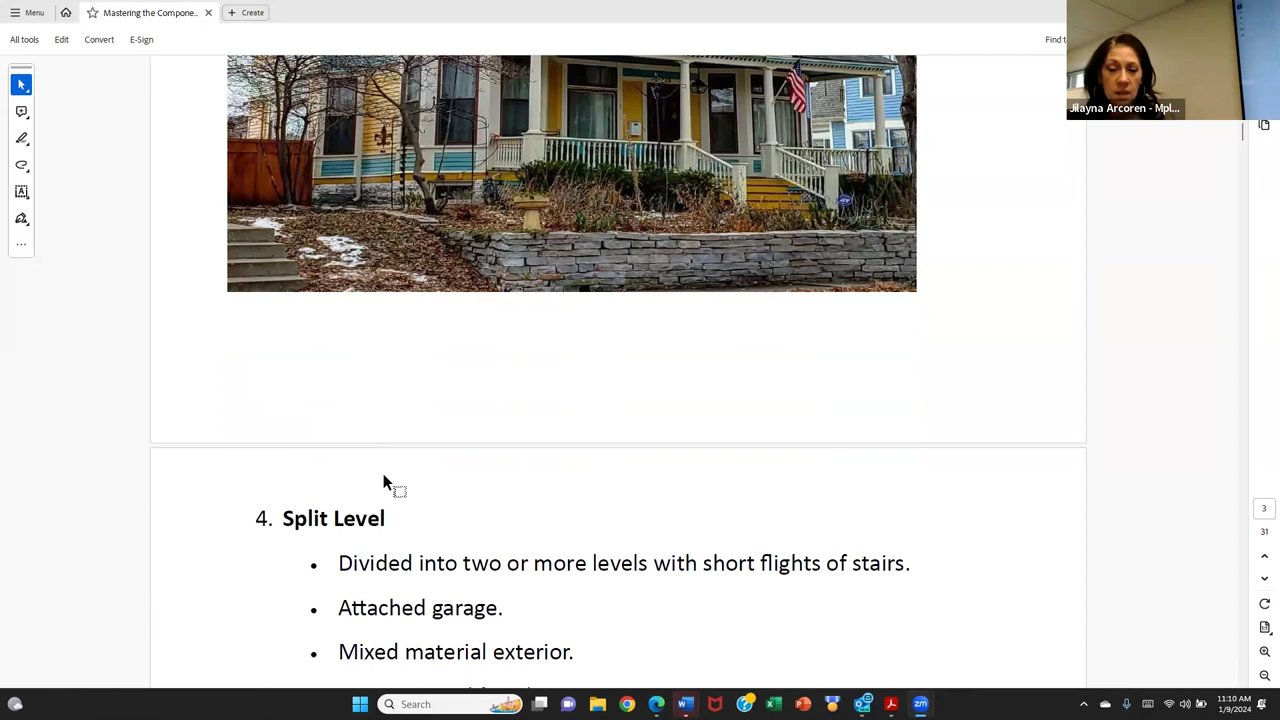 Menu
Mastering the Compone...
Create
All tools
Edit
Convert
E-Sign
Jilayna Arcoren - Mpl...
4. Split Level
• Divided into two or more levels with short flights of stairs.
• Attached garage.
• Mixed material exterior.
3
31
Search
11:10 AM
1/9/2024